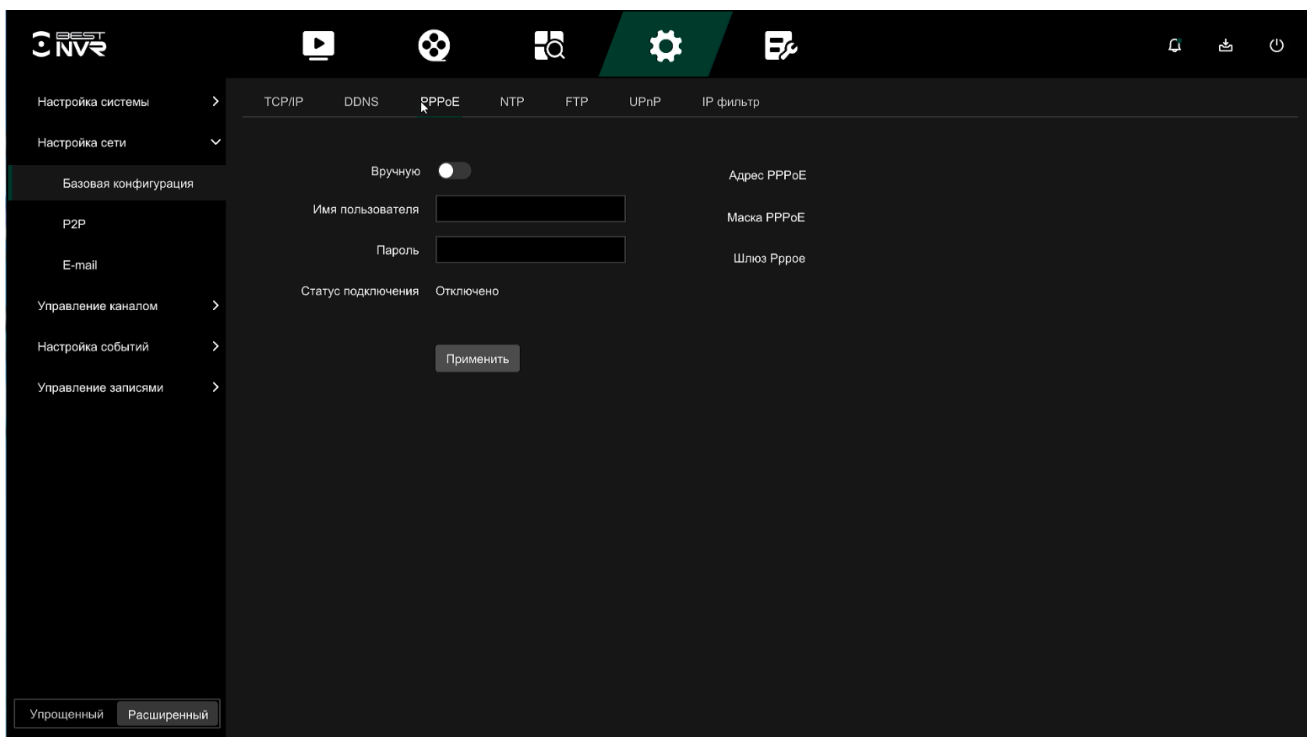 BEST
NVR
Настройка системы
TCP/IP DDNS PPPoE NTP FTP UPnP IP фильтр
Настройка сети
Вручную
Адрес PPPoE
Базовая конфигурация
Имя пользователя
Маска PPPoE
P2P
Пароль
Шлюз Pppoe
E-mail
Статус подключения Отключено
Управление каналом
Настройка событий
Применить
Управление записями
Упрощенный Расширенный